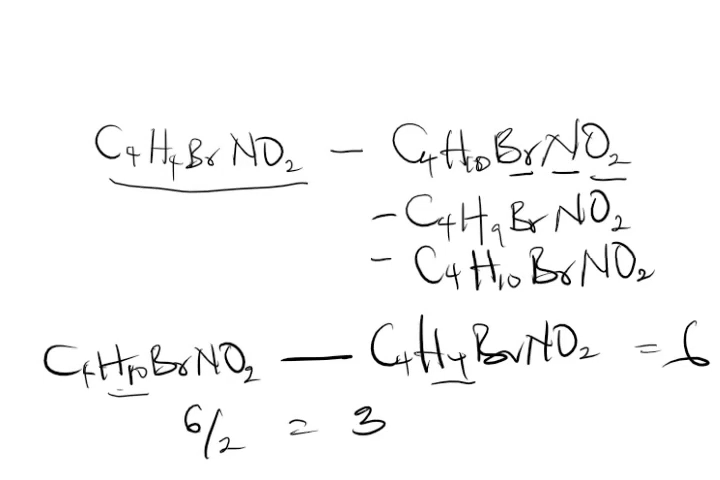 C₄H₄BrNO₂ — C₄H₁₀BrNO₂
- C₄H₉BrNO₂
- C₄H₁₀BrNO₂
C₄H₁₀BrNO₂ — C₄H₄BrNO₂ = 6
6/2 = 3